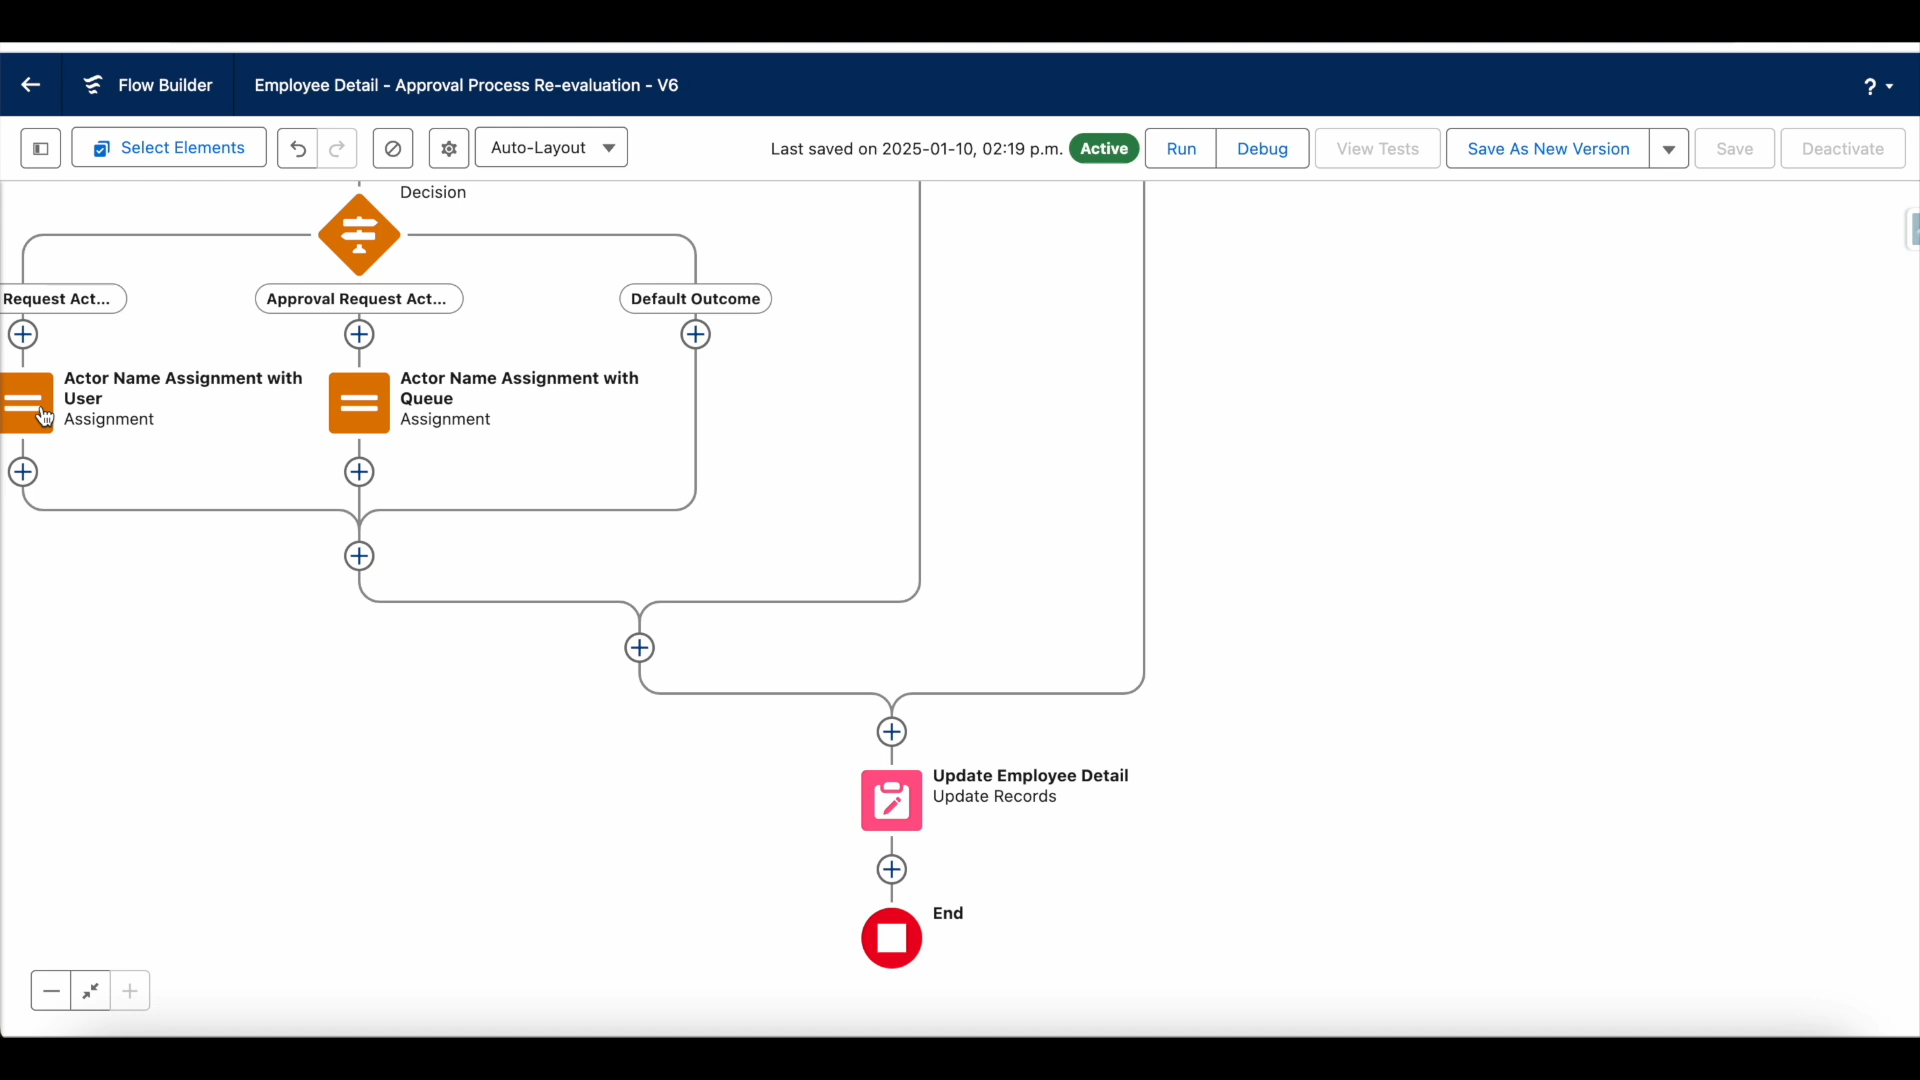 Flow Builder
Employee Detail - Approval Process Re-evaluation - V6
?
Select Elements
Auto-Layout
Last saved on 2025-01-10, 02:19 p.m.
Active
Run
Debug
View Tests
Save As New Version
Save
Deactivate
Decision
Request Act...
Approval Request Act...
Default Outcome
Actor Name Assignment with
User
Assignment
Actor Name Assignment with
Queue
Assignment
Update Employee Detail
Update Records
End